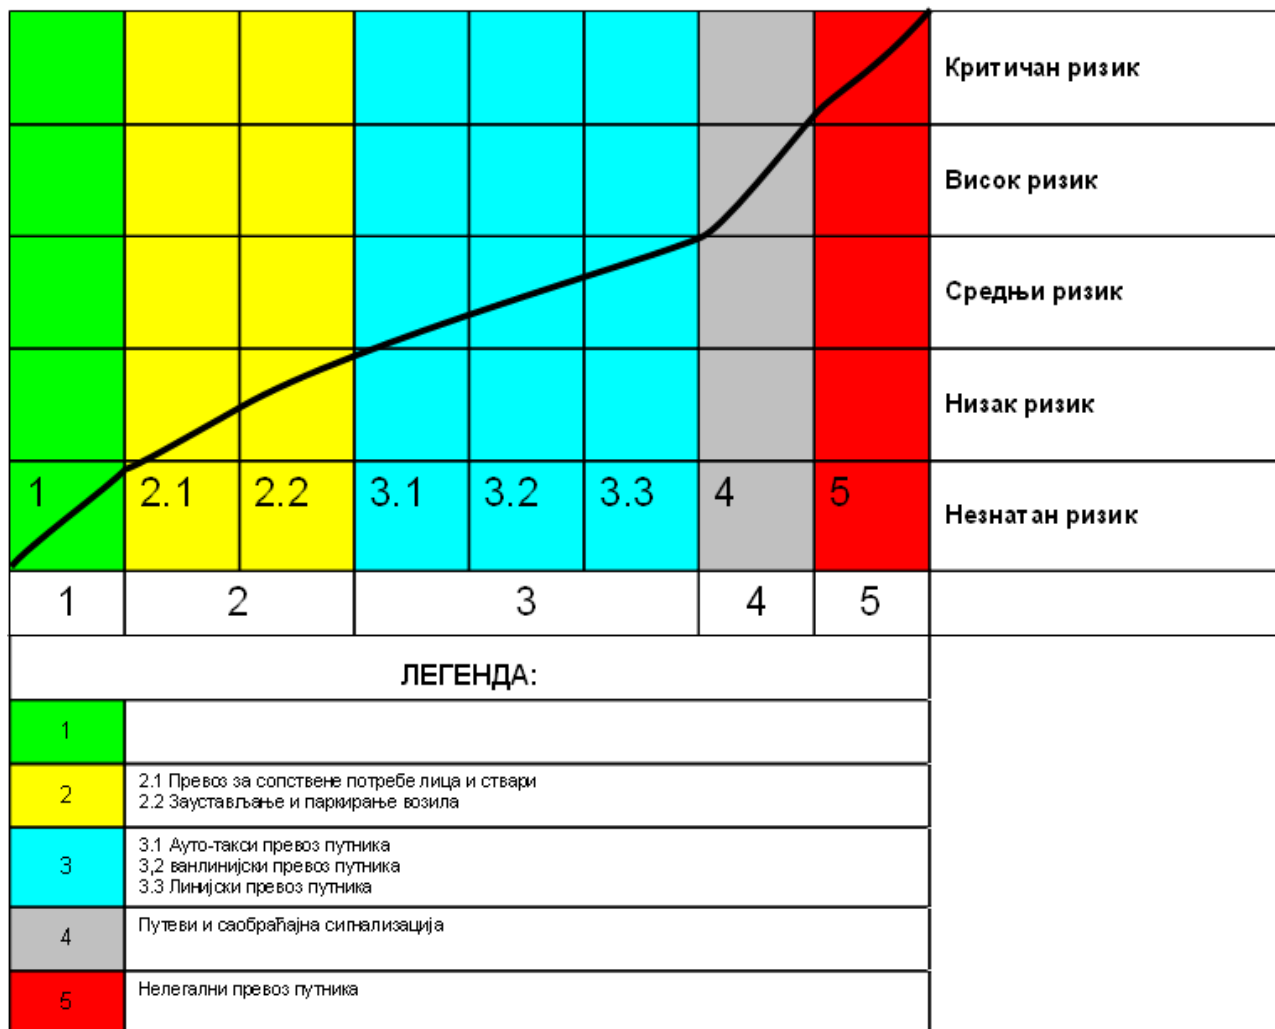 Критичан ризик
Висок ризик
Средњи ризик
Низак ризик
1 2.1 2.2 3.1 3.2 3.3 4 5
Незнатан ризик
1 2 3 4 5
ЛЕГЕНДА:
1
2
2.1 Превоз за сопствене потребе лица и ствари
2.2 Заустављање и паркирање возила
3
3.1 Ауто-такси превоз путника
3,2 ванлинијски превоз путника
3.3 Линијски превоз путника
4
Путеви и саобраћајна сигнализација
5
Нелегални превоз путника